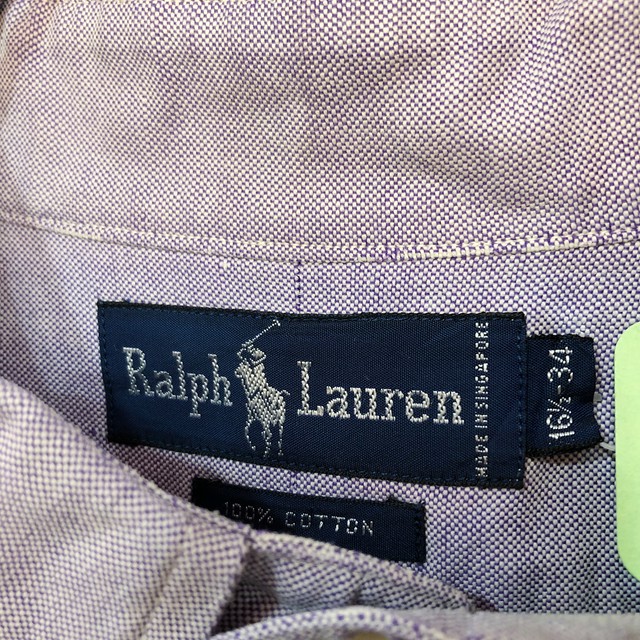 Ralph Lauren
MADE IN SINGAPORE
16½-34
100% COTTON